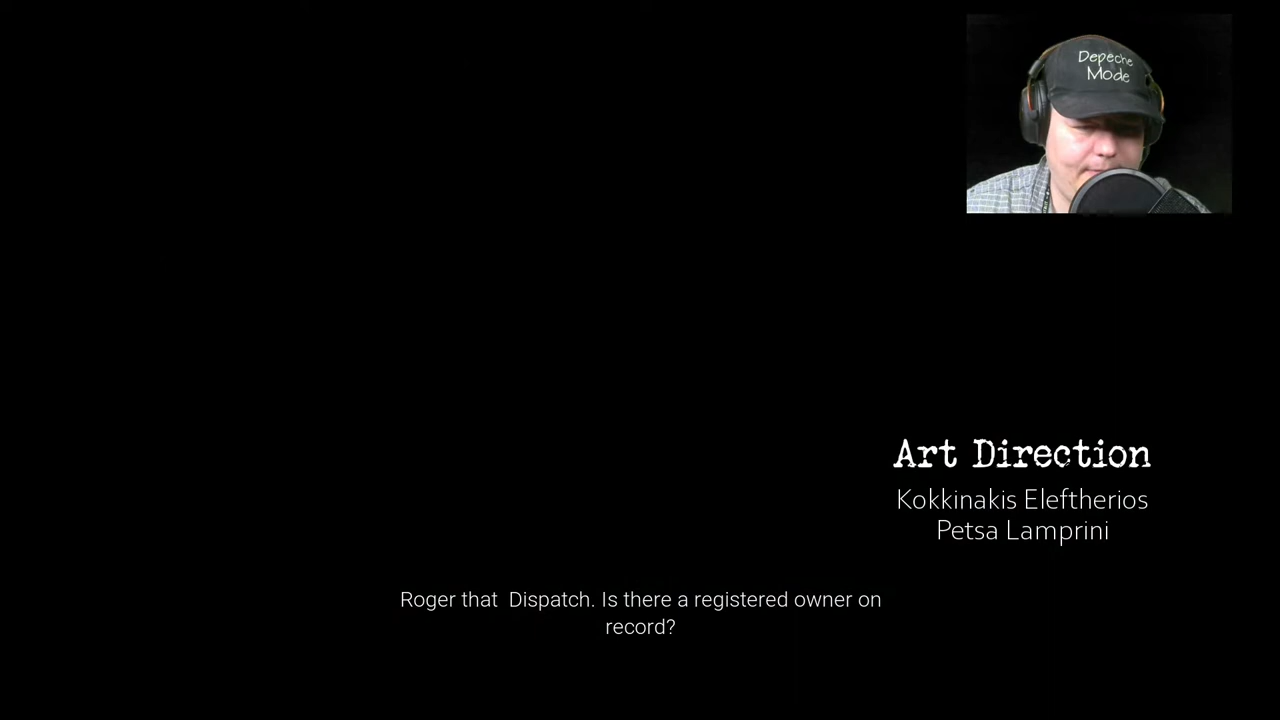 Depeche
Mode
Art Direction
Kokkinakis Eleftherios
Petsa Lamprini
Roger that  Dispatch. Is there a registered owner on
record?